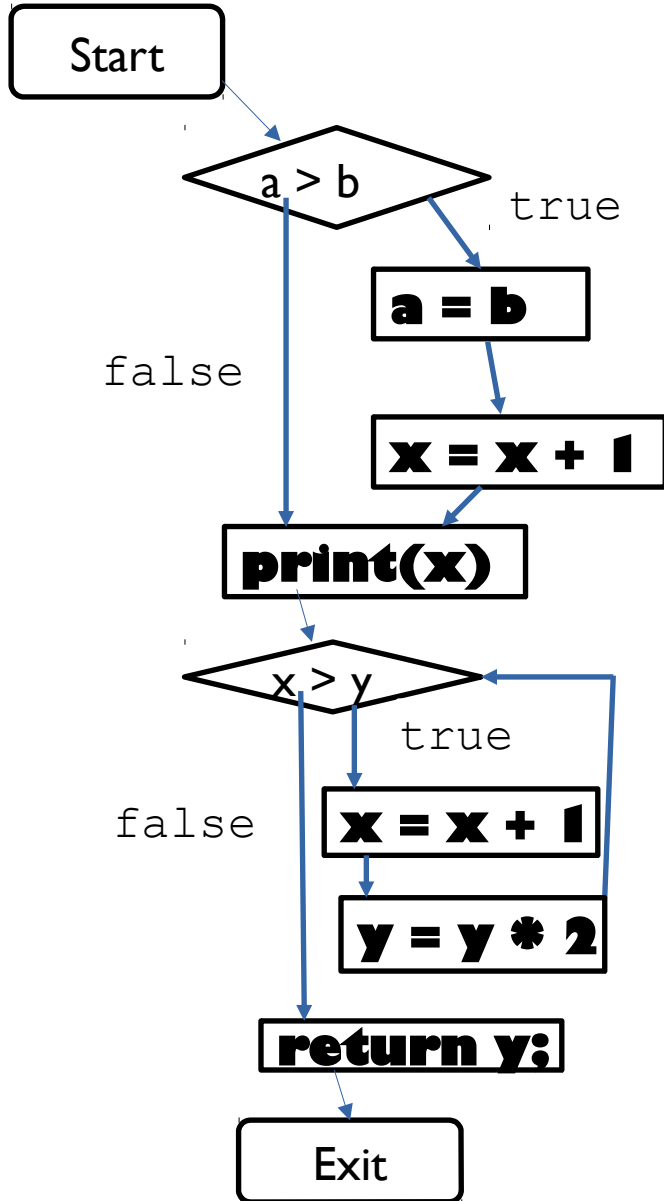 Start
a > b
true
a = b
false
x = x + 1
print(x)
x > y
true
x = x + 1
false
y = y * 2
return y;
Exit